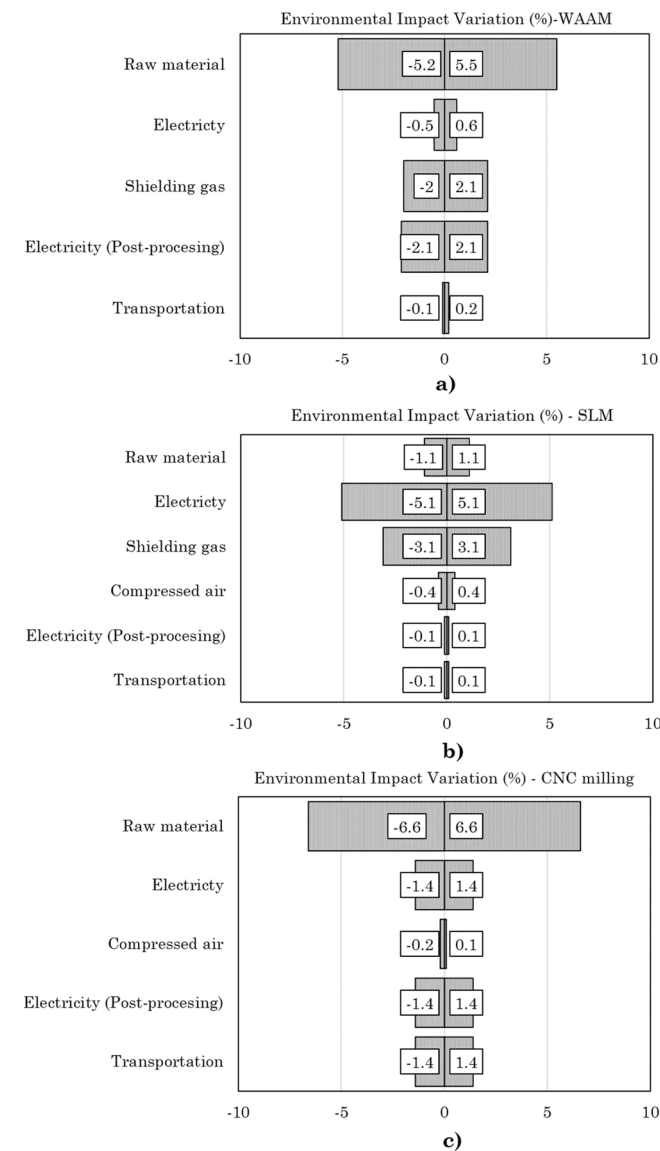 Environmental Impact Variation (%)-WAAM
Raw material -5.2 5.5
Electricty -0.5 0.6
Shielding gas -2 2.1
Electricity (Post-procesing) -2.1 2.1
Transportation -0.1 0.2
-10 -5 0 5 10
a)
Environmental Impact Variation (%) - SLM
Raw material -1.1 1.1
Electricty -5.1 5.1
Shielding gas -3.1 3.1
Compressed air -0.4 0.4
Electricity (Post-procesing) -0.1 0.1
Transportation -0.1 0.1
-10 -5 0 5 10
b)
Environmental Impact Variation (%) - CNC milling
Raw material -6.6 6.6
Electricty -1.4 1.4
Compressed air -0.2 0.1
Electricity (Post-procesing) -1.4 1.4
Transportation -1.4 1.4
-10 -5 0 5 10
c)